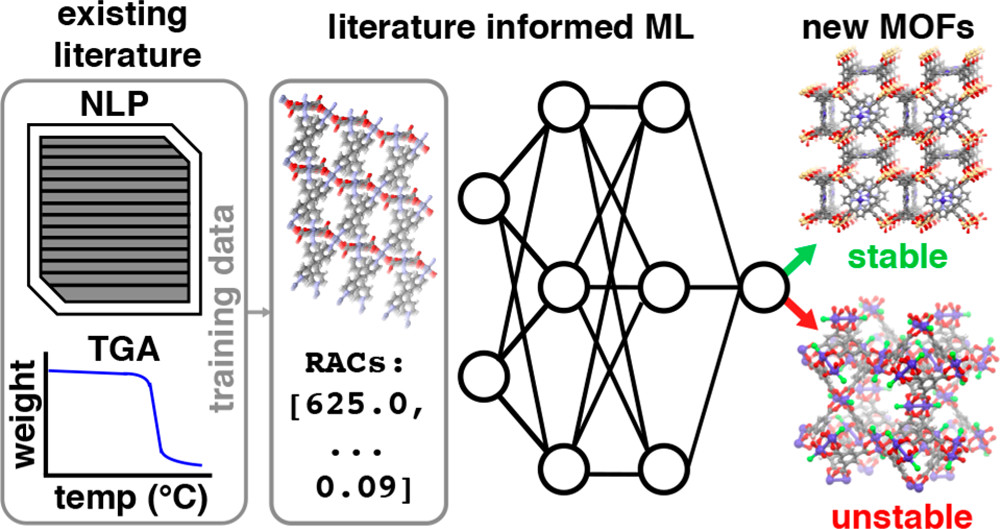 existing
literature
NLP
TGA
weight
temp (°C)
training data
literature informed ML
RACs:
[625.0,
...
0.09]
new MOFs
stable
unstable